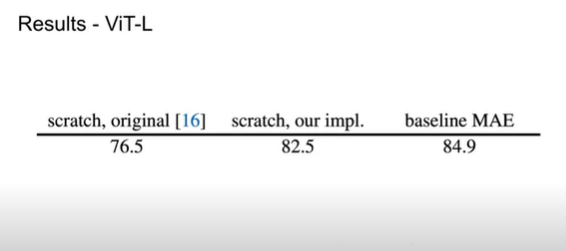 Results - ViT-L
scratch, original [16] scratch, our impl. baseline MAE
76.5 82.5 84.9